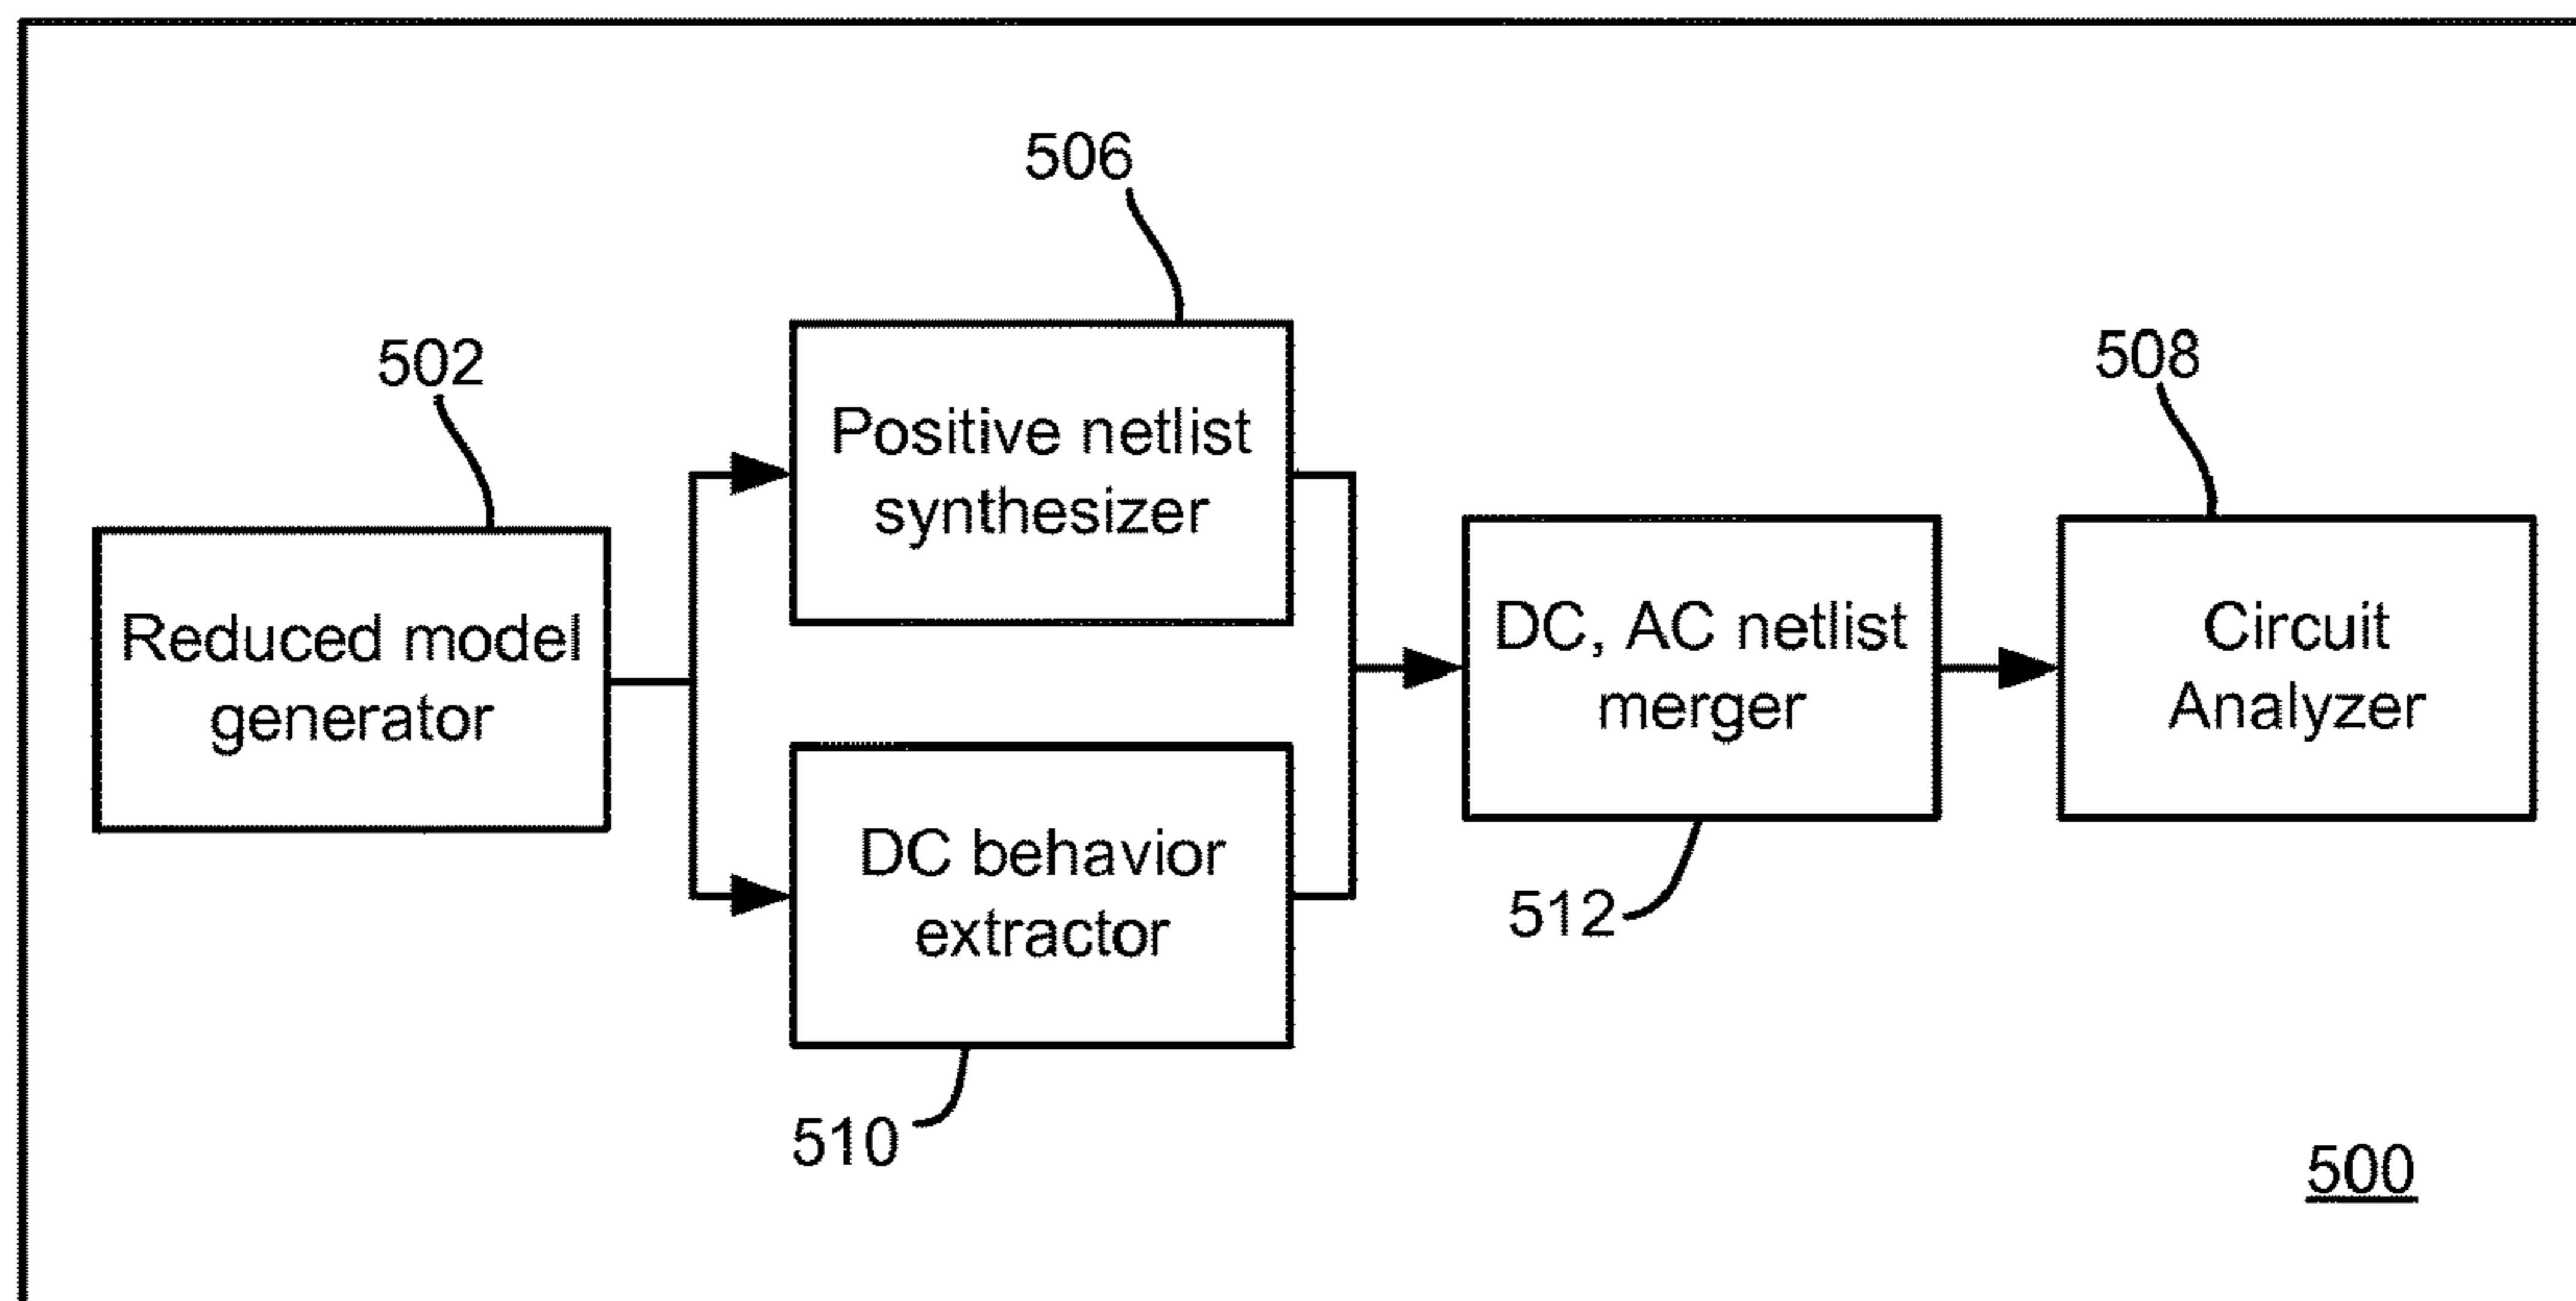 506
502
508
Positive netlist
synthesizer
Reduced model
generator
DC, AC netlist
merger
Circuit
Analyzer
DC behavior
extractor
512
510
500